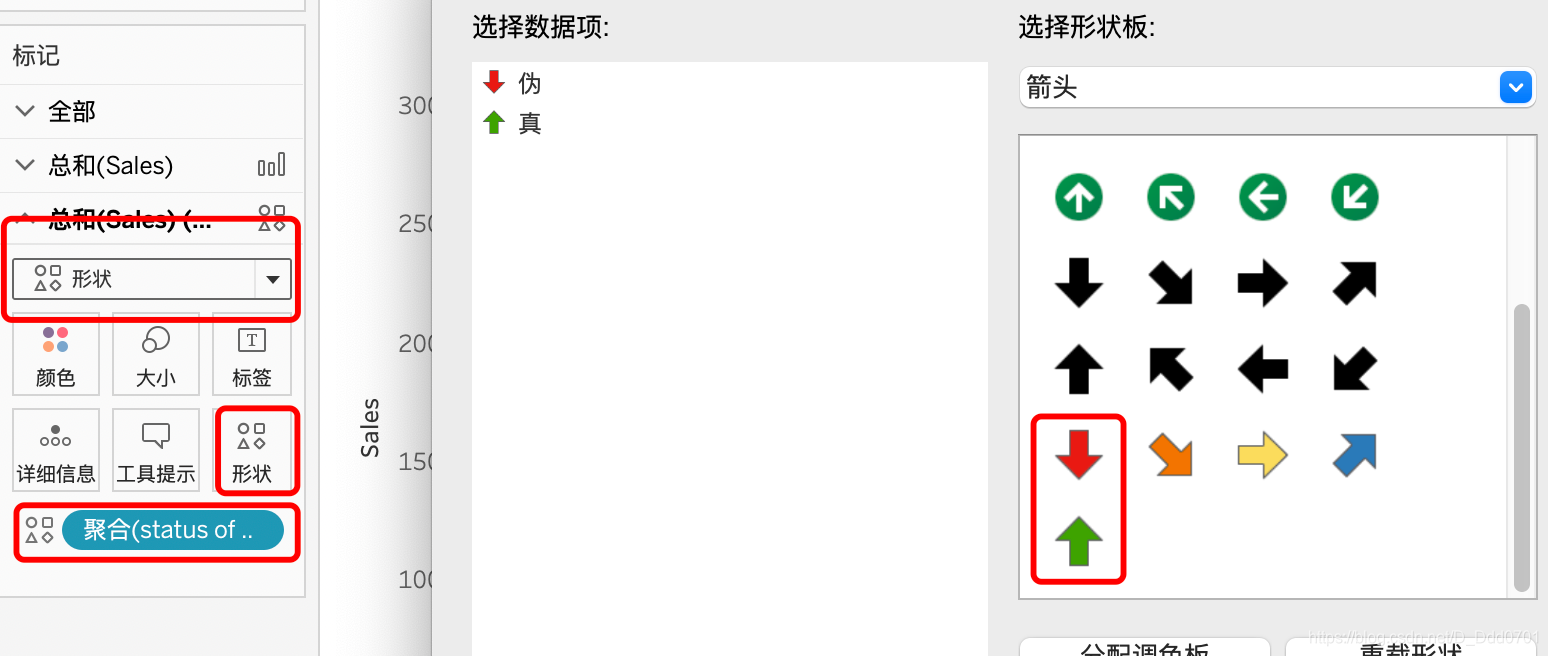 标记
全部
总和(Sales)
总和(Sales) (...
形状
颜色
大小
标签
详细信息
工具提示
形状
聚合(status of ..
300
250
200
150
100
Sales
选择数据项:
伪
真
选择形状板:
箭头
分配调色板
重载形状
https://blog.csdn.net/D_Ddd0701